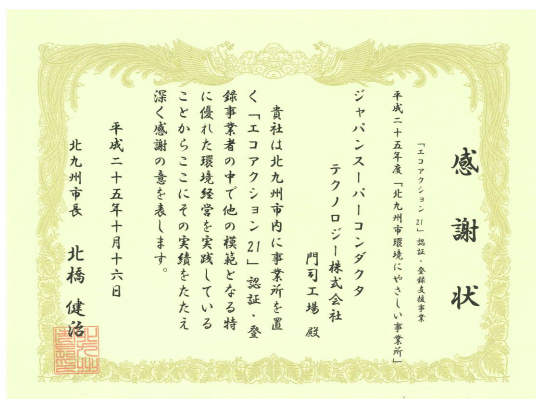 感謝状
「エコアクション21」認証・登録支援事業
平成二十五年度「北九州市環境にやさしい事業所」
ジャパンスーパーコンダクタ
テクノロジー株式会社
門司工場 殿
貴社は北九州市内に事業所を置
く「エコアクション21」認証・登
録事業者の中で他の模範となる特
に優れた環境経営を実践している
ことからここにその実績をたたえ
深く感謝の意を表します。
平成二十五年十月十六日
北九州市長 北橋健治